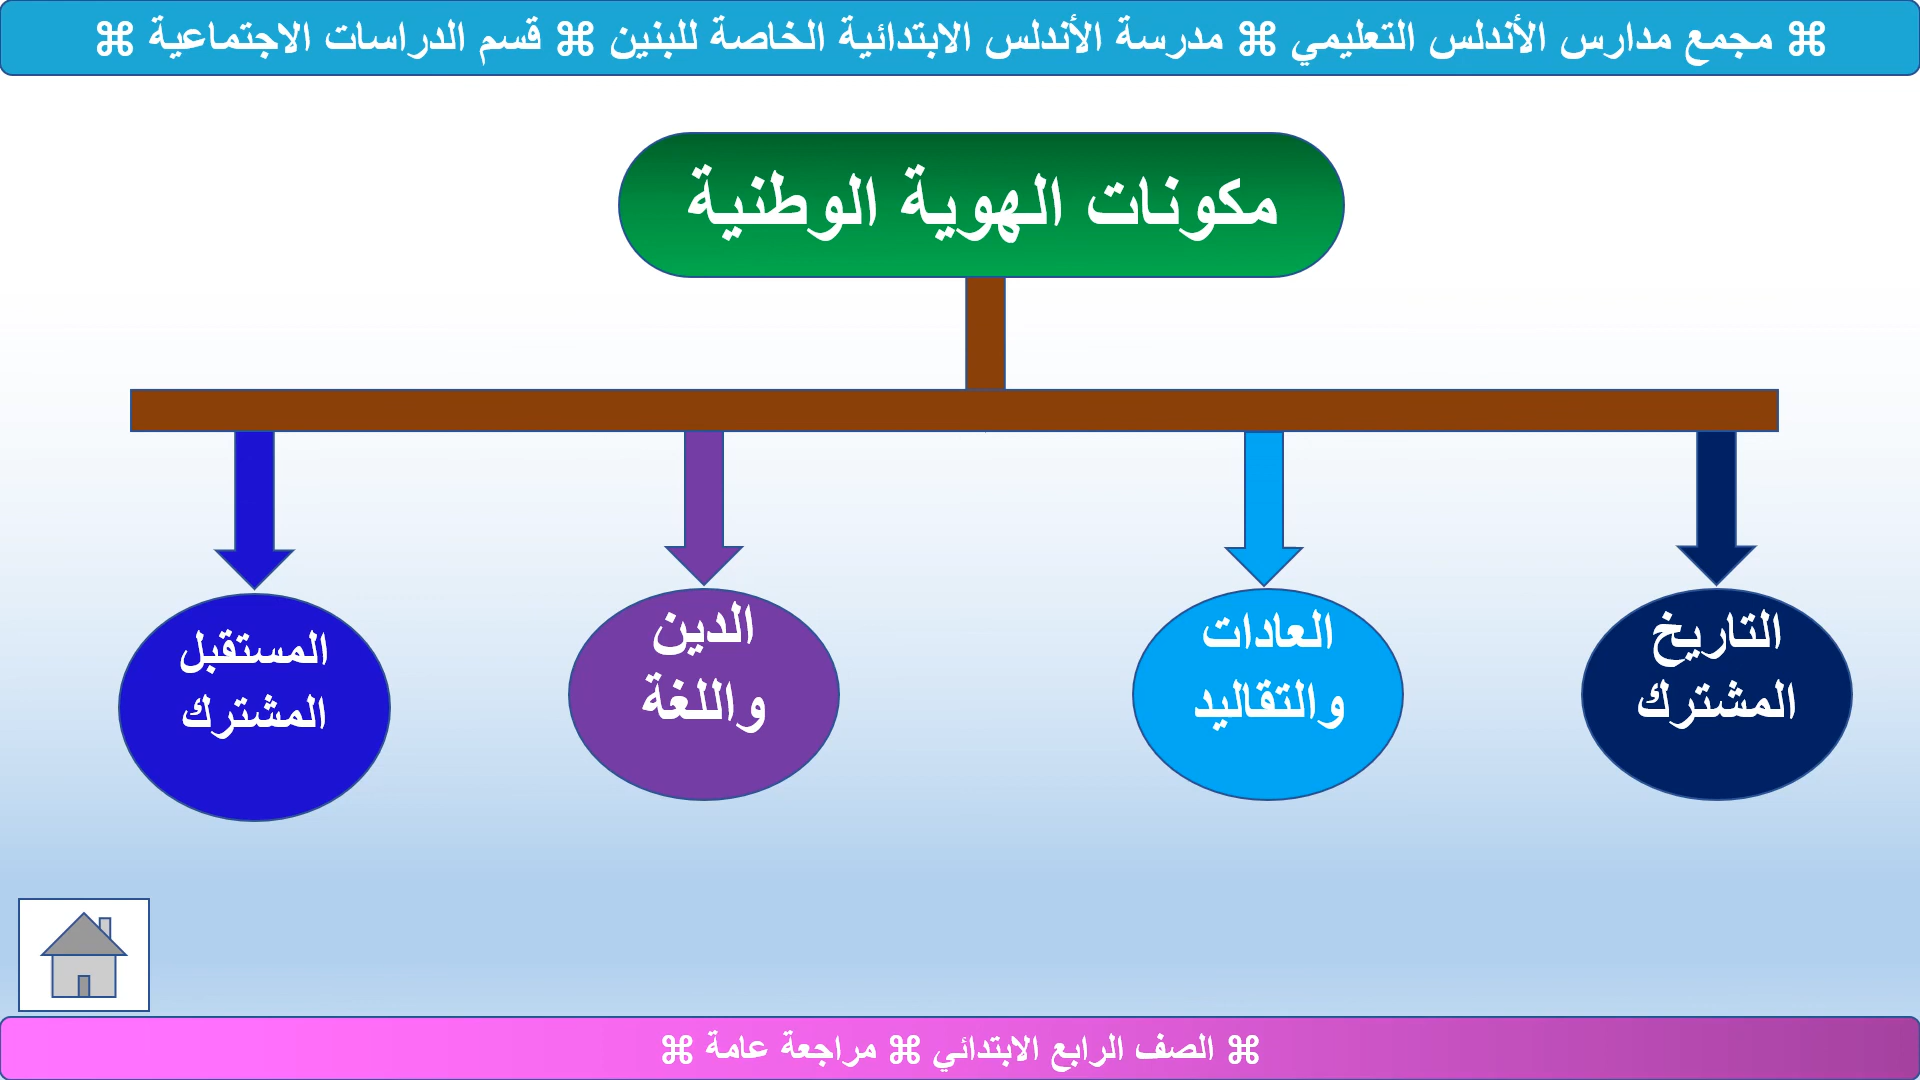 ⌘ مجمع مدارس الأندلس التعليمي ⌘ مدرسة الأندلس الابتدائية الخاصة للبنين ⌘ قسم الدراسات الاجتماعية ⌘
مكونات الهوية الوطنية
التاريخ
المشترك
العادات
والتقاليد
الدين
واللغة
المستقبل
المشترك
⌘ الصف الرابع الابتدائي ⌘ مراجعة عامة ⌘